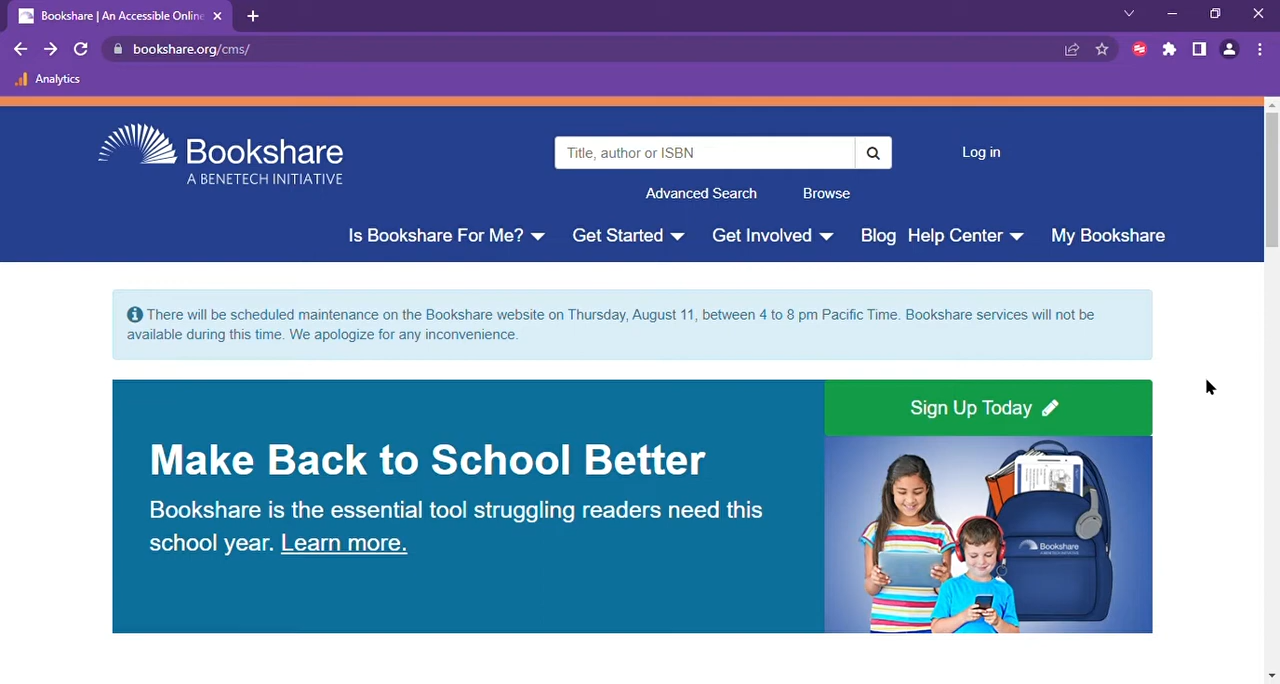 Bookshare | An Accessible Online
bookshare.org/cms/
Analytics
Bookshare
A BENETECH INITIATIVE
Title, author or ISBN
Log in
Advanced Search Browse
Is Bookshare For Me? Get Started Get Involved Blog Help Center My Bookshare
There will be scheduled maintenance on the Bookshare website on Thursday, August 11, between 4 to 8 pm Pacific Time. Bookshare services will not be
available during this time. We apologize for any inconvenience.
Sign Up Today
Make Back to School Better
Bookshare is the essential tool struggling readers need this
school year. Learn more.
Bookshare